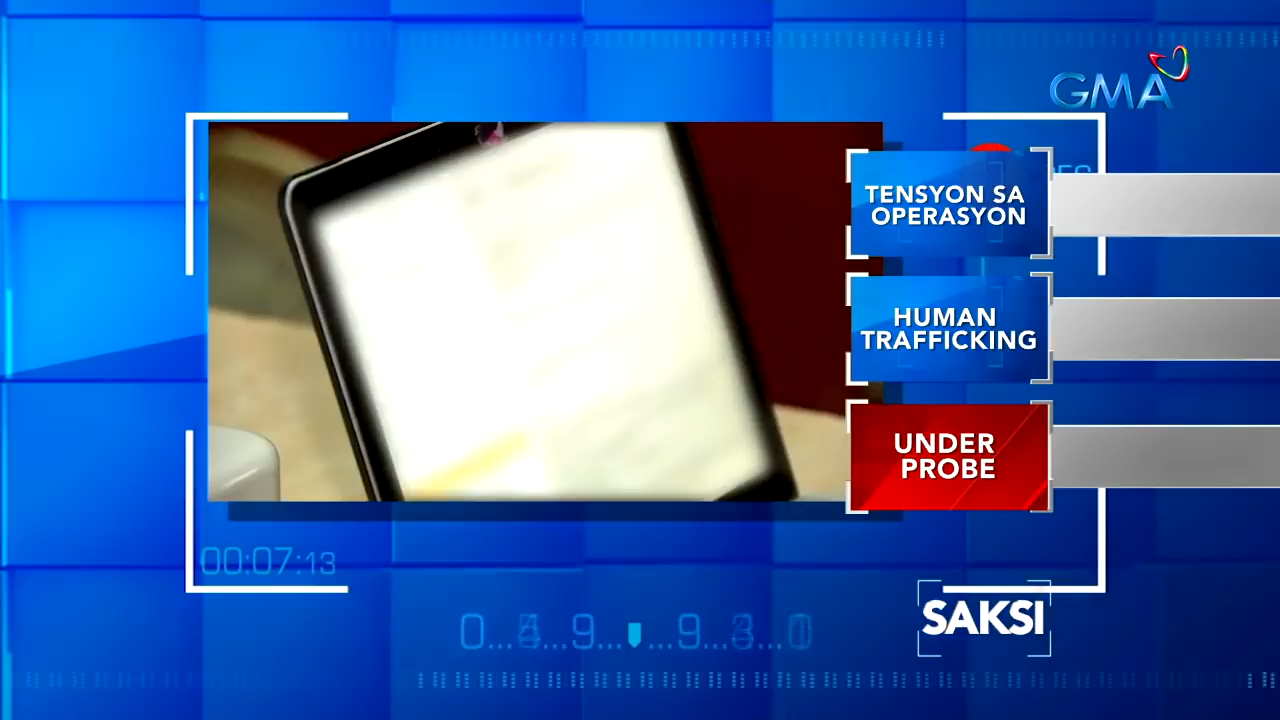 GMA
TENSYON SA
OPERASYON
HUMAN
TRAFFICKING
UNDER
PROBE
00:07:13
SAKSI